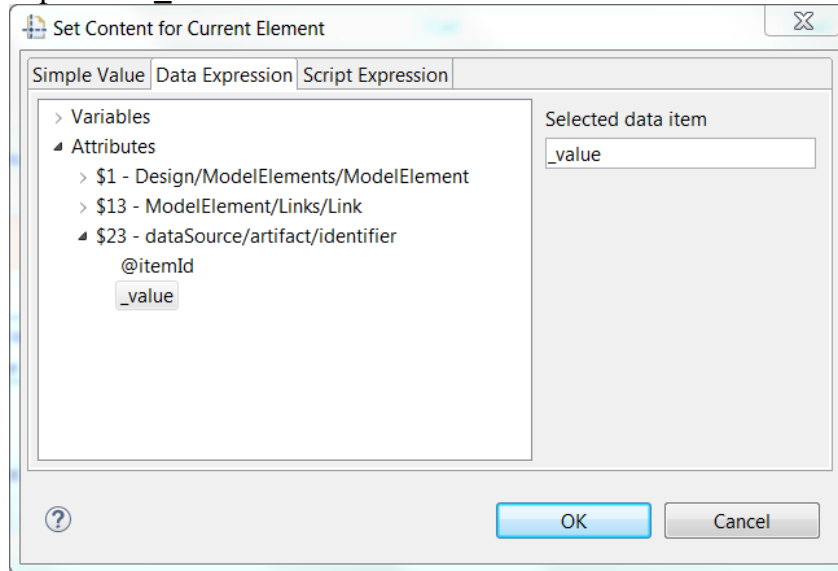 Set Content for Current Element
Simple Value Data Expression Script Expression
Variables
Attributes
$1 - Design/ModelElements/ModelElement
$13 - ModelElement/Links/Link
$23 - dataSource/artifact/identifier
@itemId
_value
Selected data item
_value
?
OK Cancel